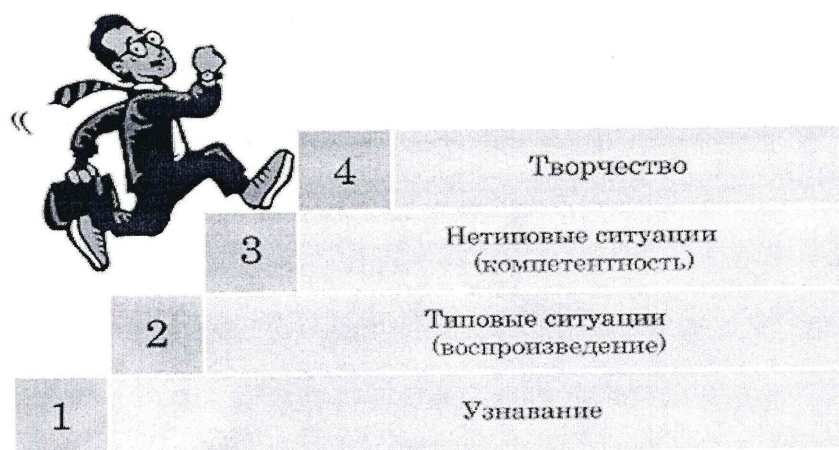 4 Творчество
3 Нетиповые ситуации
(компетентность)
2 Типовые ситуации
(воспроизведение)
1 Узнавание